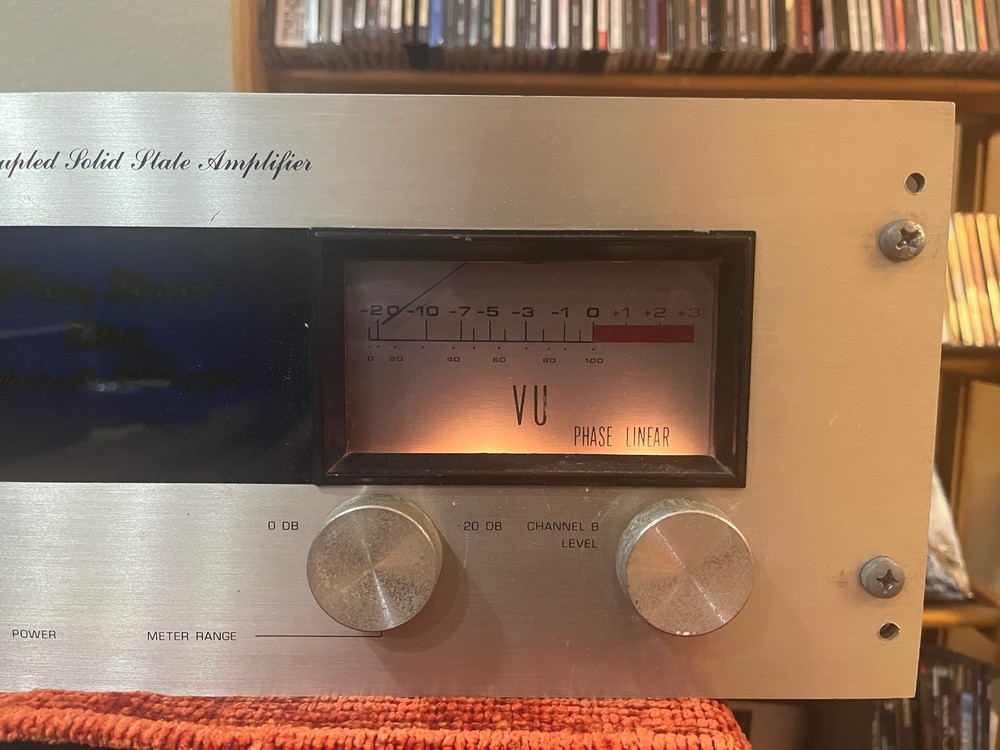 upled Solid State Amplifier
-20 -10 -7 -5 -3 -1 0 +1 +2 +3
0 20 40 60 80 100
VU
PHASE LINEAR
0 DB -20 DB CHANNEL B
LEVEL
POWER METER RANGE